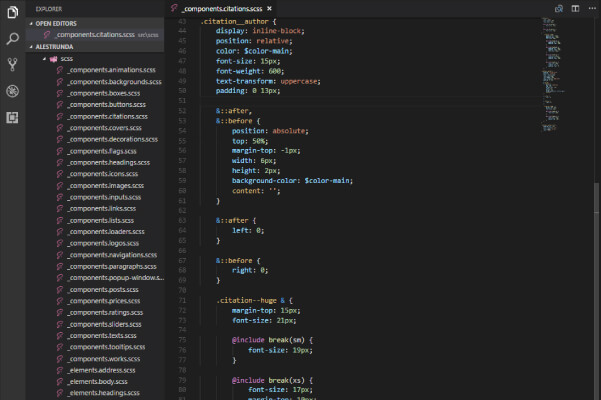 EXPLORER
OPEN EDITORS
_components.citations.scss src\scss
ALESTRUNDA
scss
_components.animations.scss
_components.backgrounds.scss
_components.boxes.scss
_components.buttons.scss
_components.citations.scss
_components.covers.scss
_components.decorations.scss
_components.flags.scss
_components.headings.scss
_components.icons.scss
_components.images.scss
_components.inputs.scss
_components.links.scss
_components.lists.scss
_components.loaders.scss
_components.logos.scss
_components.navigations.scss
_components.paragraphs.scss
_components.popup-window.s...
_components.posts.scss
_components.prices.scss
_components.ratings.scss
_components.sliders.scss
_components.texts.scss
_components.tooltips.scss
_components.works.scss
_elements.address.scss
_elements.body.scss
_elements.headings.scss
_components.citations.scss
43 .citation__author {
44 display: inline-block;
45 position: relative;
46 color: $color-main;
47 font-size: 15px;
48 font-weight: 600;
49 text-transform: uppercase;
50 padding: 0 13px;
51
52 &::after,
53 &::before {
54 position: absolute;
55 top: 50%;
56 margin-top: -1px;
57 width: 6px;
58 height: 2px;
59 background-color: $color-main;
60 content: '';
61 }
62
63 &::after {
64 left: 0;
65 }
66
67 &::before {
68 right: 0;
69 }
70
71 .citation--huge & {
72 margin-top: 15px;
73 font-size: 21px;
74
75 @include break(sm) {
76 font-size: 19px;
77 }
78
79 @include break(xs) {
80 font-size: 17px;
81 margin-top: 10px;